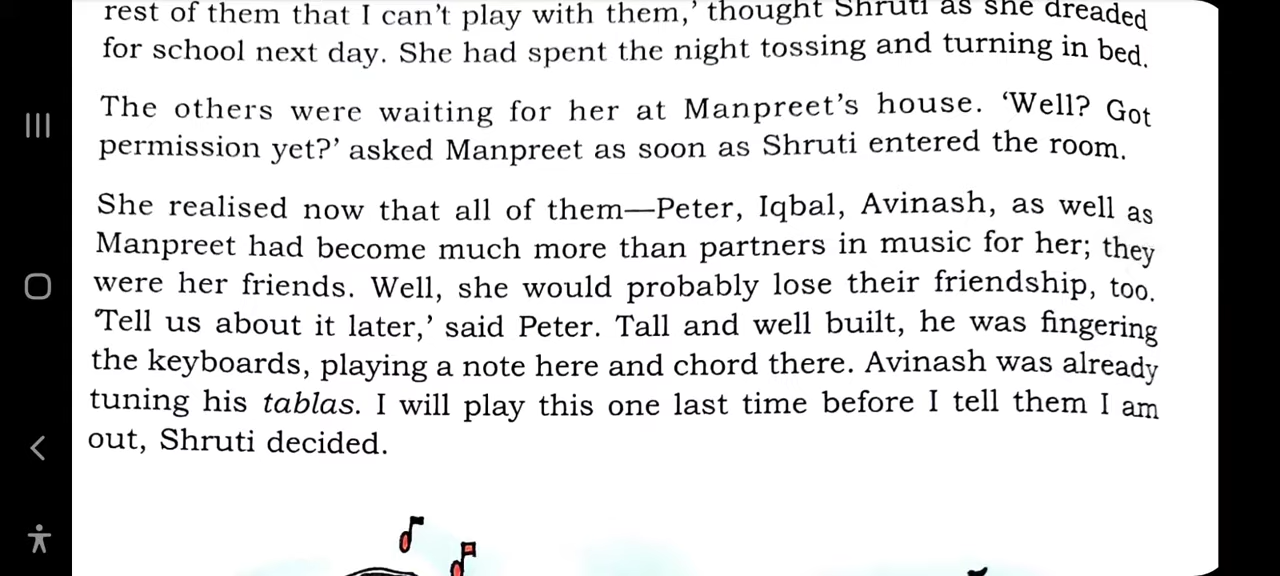 rest of them that I can’t play with them,’ thought Shruti as she dreaded
for school next day. She had spent the night tossing and turning in bed.
The others were waiting for her at Manpreet’s house. ‘Well? Got
permission yet?’ asked Manpreet as soon as Shruti entered the room.
She realised now that all of them—Peter, Iqbal, Avinash, as well as
Manpreet had become much more than partners in music for her; they
were her friends. Well, she would probably lose their friendship, too.
‘Tell us about it later,’ said Peter. Tall and well built, he was fingering
the keyboards, playing a note here and chord there. Avinash was already
tuning his tablas. I will play this one last time before I tell them I am
out, Shruti decided.